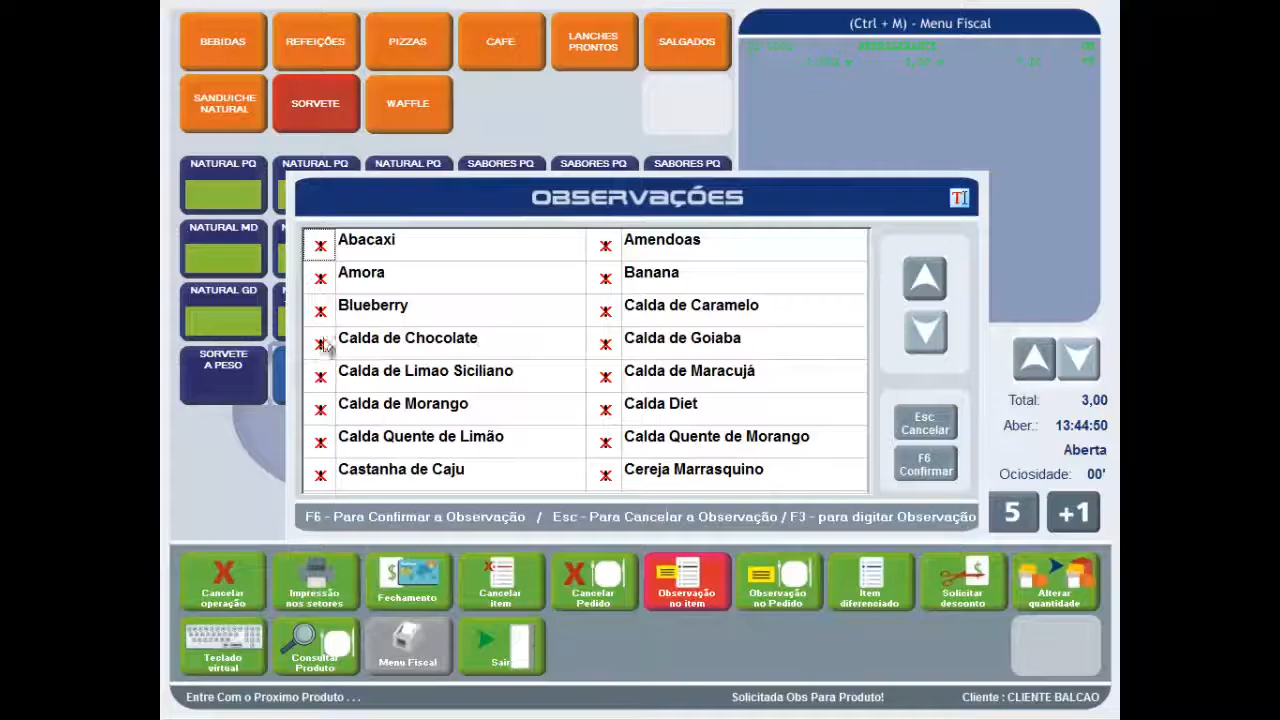 BEBIDAS
REFEIÇÕES
PIZZAS
CAFE
LANCHES
PRONTOS
SALGADOS
SANDUICHE
NATURAL
SORVETE
WAFFLE
(Ctrl + M) - Menu Fiscal
REFRIGERANTE
NATURAL PQ
NATURAL PQ
NATURAL PQ
SABORES PQ
SABORES PQ
SABORES PQ
NATURAL MD
NATURAL GD
SORVETE
A PESO
OBSERVAÇÕES
TI
Abacaxi
Amendoas
Amora
Banana
Blueberry
Calda de Caramelo
Calda de Chocolate
Calda de Goiaba
Calda de Limao Siciliano
Calda de Maracujá
Calda de Morango
Calda Diet
Calda Quente de Limão
Calda Quente de Morango
Castanha de Caju
Cereja Marrasquino
Esc
Cancelar
F6
Confirmar
F6 - Para Confirmar a Observação / Esc - Para Cancelar a Observação / F3 - para digitar Observação
Total: 3,00
Aber.: 13:44:50
Aberta
Ociosidade: 00'
5
+1
Cancelar
operação
Impressão
nos setores
Fechamento
Cancelar
item
Cancelar
Pedido
Observação
no item
Observação
no Pedido
Item
diferenciado
Solicitar
desconto
Alterar
quantidade
Teclado
virtual
Consultar
Produto
Menu Fiscal
Sair
Entre Com o Proximo Produto . . .
Solicitada Obs Para Produto!
Cliente : CLIENTE BALCAO